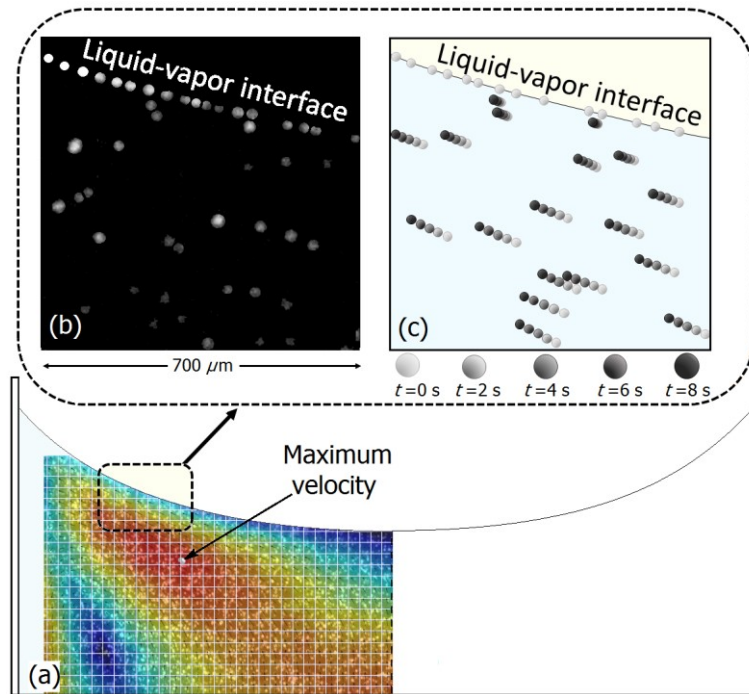 Liquid-vapor interface
Liquid-vapor interface
(b)
(c)
700 µm
t=0 s
t=2 s
t=4 s
t=6 s
t=8 s
Maximum
velocity
(a)